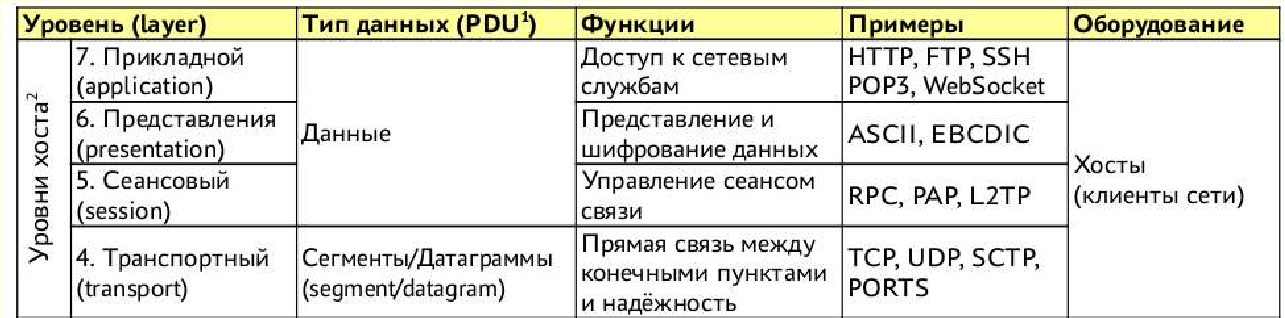 Уровень (layer) Тип данных (PDU¹) Функции Примеры Оборудование
Уровни хоста²
7. Прикладной
(application)
Данные
Доступ к сетевым
службам
HTTP, FTP, SSH
POP3, WebSocket
Хосты
(клиенты сети)
6. Представления
(presentation)
Представление и
шифрование данных
ASCII, EBCDIC
5. Сеансовый
(session)
Управление сеансом
связи
RPC, PAP, L2TP
4. Транспортный
(transport)
Сегменты/Датаграммы
(segment/datagram)
Прямая связь между
конечными пунктами
и надёжность
TCP, UDP, SCTP,
PORTS